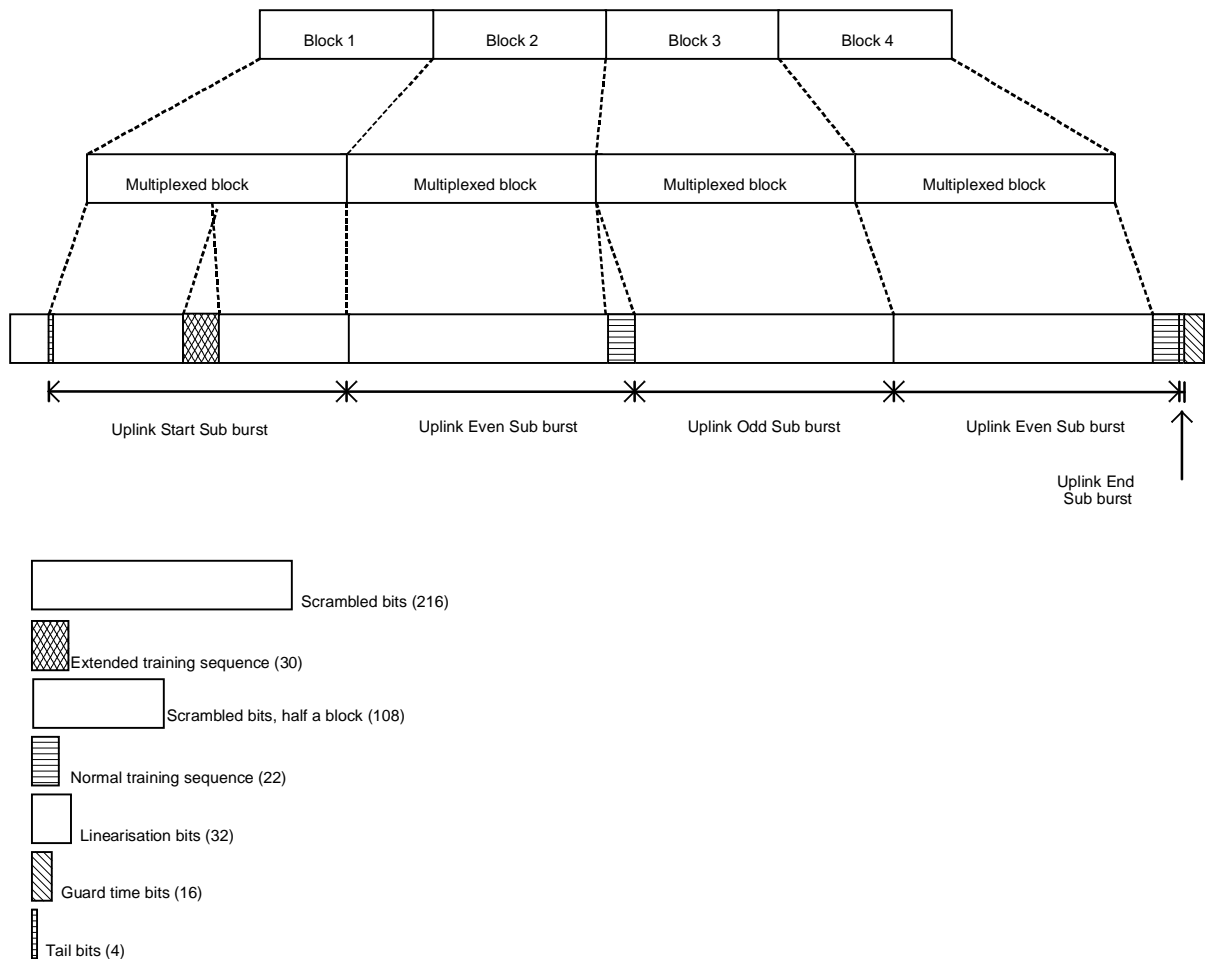 Block 1
Block 2
Block 3
Block 4
Multiplexed block
Multiplexed block
Multiplexed block
Multiplexed block
Uplink Start Sub burst
Uplink Even Sub burst
Uplink Odd Sub burst
Uplink Even Sub burst
Uplink End
Sub burst
Scrambled bits (216)
Extended training sequence (30)
Scrambled bits, half a block (108)
Normal training sequence (22)
Linearisation bits (32)
Guard time bits (16)
Tail bits (4)